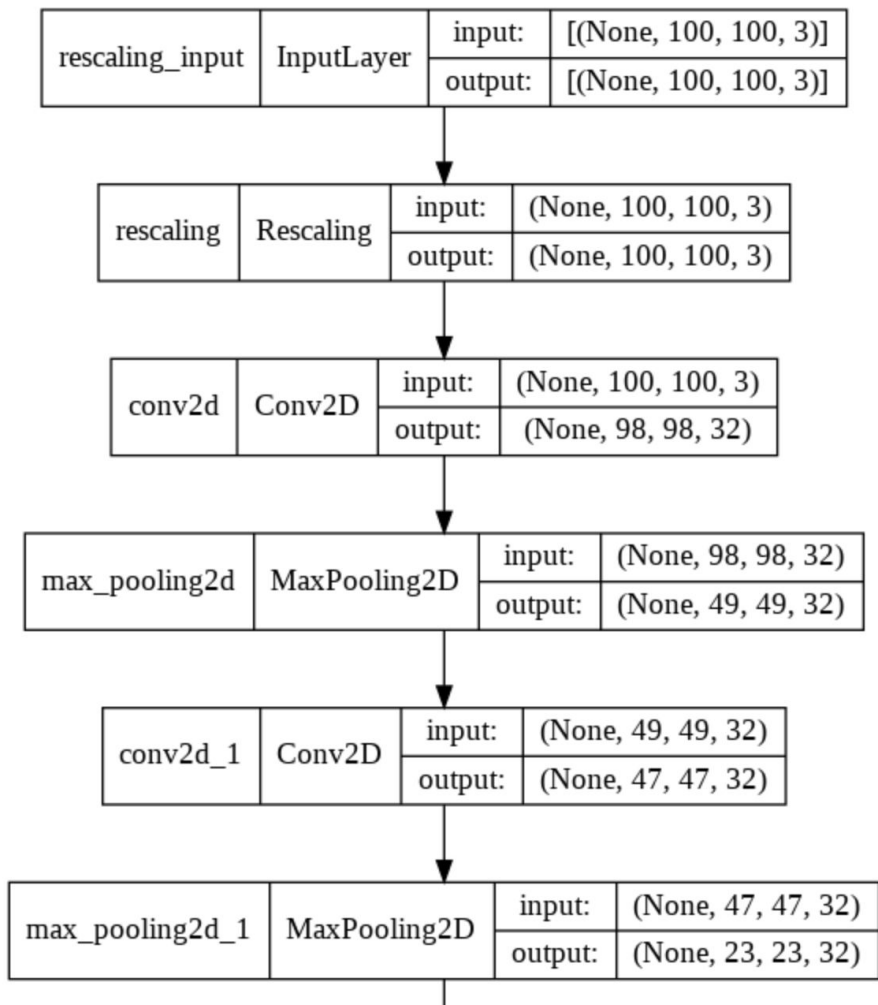 rescaling_input InputLayer input: [(None, 100, 100, 3)]
output: [(None, 100, 100, 3)]
rescaling Rescaling input: (None, 100, 100, 3)
output: (None, 100, 100, 3)
conv2d Conv2D input: (None, 100, 100, 3)
output: (None, 98, 98, 32)
max_pooling2d MaxPooling2D input: (None, 98, 98, 32)
output: (None, 49, 49, 32)
conv2d_1 Conv2D input: (None, 49, 49, 32)
output: (None, 47, 47, 32)
max_pooling2d_1 MaxPooling2D input: (None, 47, 47, 32)
output: (None, 23, 23, 32)